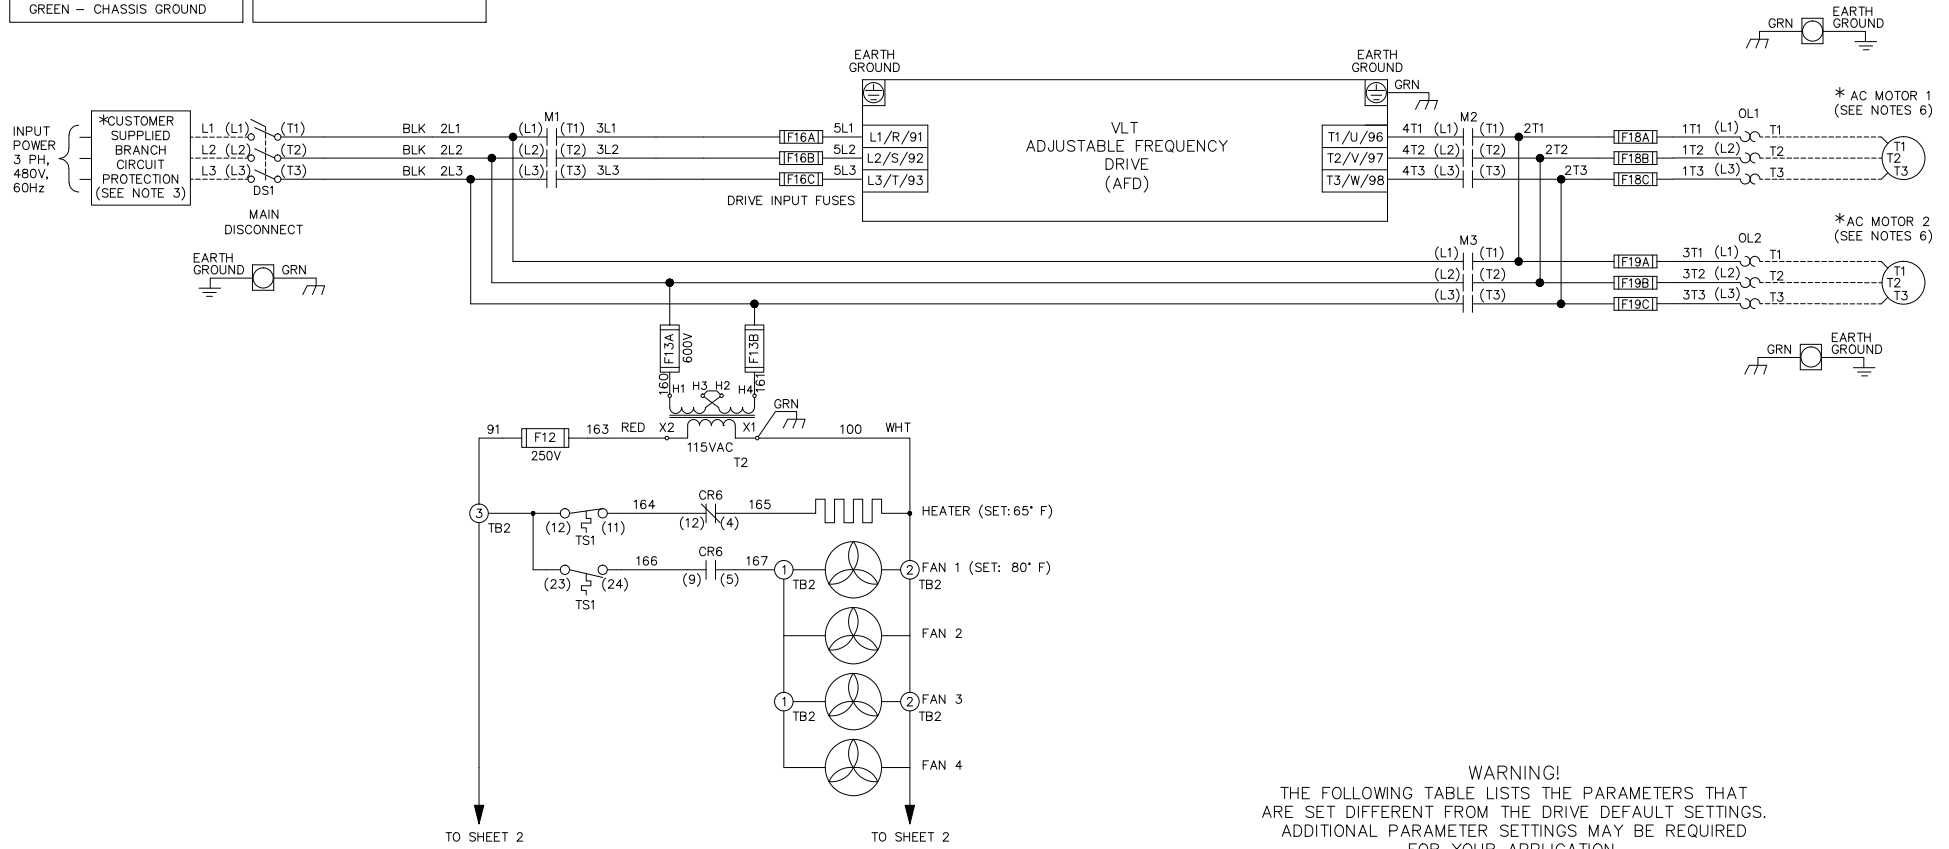 GREEN – CHASSIS GROUND
EARTH
GROUND
GRN
EARTH
GROUND
EARTH
GROUND
GRN
INPUT
POWER
3 PH,
480V,
60Hz
*CUSTOMER
SUPPLIED
BRANCH
CIRCUIT
PROTECTION
(SEE NOTE 3)
L1 (L1) (T1) BLK 2L1 (L1) (T1) 3L1 F16A 5L1 L1/R/91
L2 (L2) (T2) BLK 2L2 (L2) (T2) 3L2 F16B 5L2 L2/S/92
L3 (L3) (T3) BLK 2L3 (L3) (T3) 3L3 F16C 5L3 L3/T/93
M1
DS1
MAIN
DISCONNECT
DRIVE INPUT FUSES
VLT
ADJUSTABLE FREQUENCY
DRIVE
(AFD)
M2
OL1
T1/U/96 4T1 (L1) (T1) 2T1 F18A 1T1 (L1) T1
T2/V/97 4T2 (L2) (T2) 2T2 F18B 1T2 (L2) T2
T3/W/98 4T3 (L3) (T3) 2T3 F18C 1T3 (L3) T3
* AC MOTOR 1
(SEE NOTES 6)
T1
T2
T3
EARTH
GROUND
GRN
M3
OL2
(L1) (T1) F19A 3T1 (L1) T1
(L2) (T2) F19B 3T2 (L2) T2
(L3) (T3) F19C 3T3 (L3) T3
*AC MOTOR 2
(SEE NOTES 6)
T1
T2
T3
GRN
EARTH
GROUND
F13A
600V
F13B
160
H1 H3 H2 H4
161
GRN
91 F12 163 RED X2 X1 100 WHT
250V
115VAC
T2
3
TB2
(12) (11) 164 CR6 165
TS1
(12) (4)
HEATER (SET: 65° F)
(23) (24) 166 CR6 167
TS1
(9) (5)
1
TB2
2
TB2
FAN 1 (SET: 80° F)
FAN 2
1
TB2
2
TB2
FAN 3
FAN 4
TO SHEET 2
TO SHEET 2
WARNING!
THE FOLLOWING TABLE LISTS THE PARAMETERS THAT
ARE SET DIFFERENT FROM THE DRIVE DEFAULT SETTINGS.
ADDITIONAL PARAMETER SETTINGS MAY BE REQUIRED
FOR YOUR APPLICATION